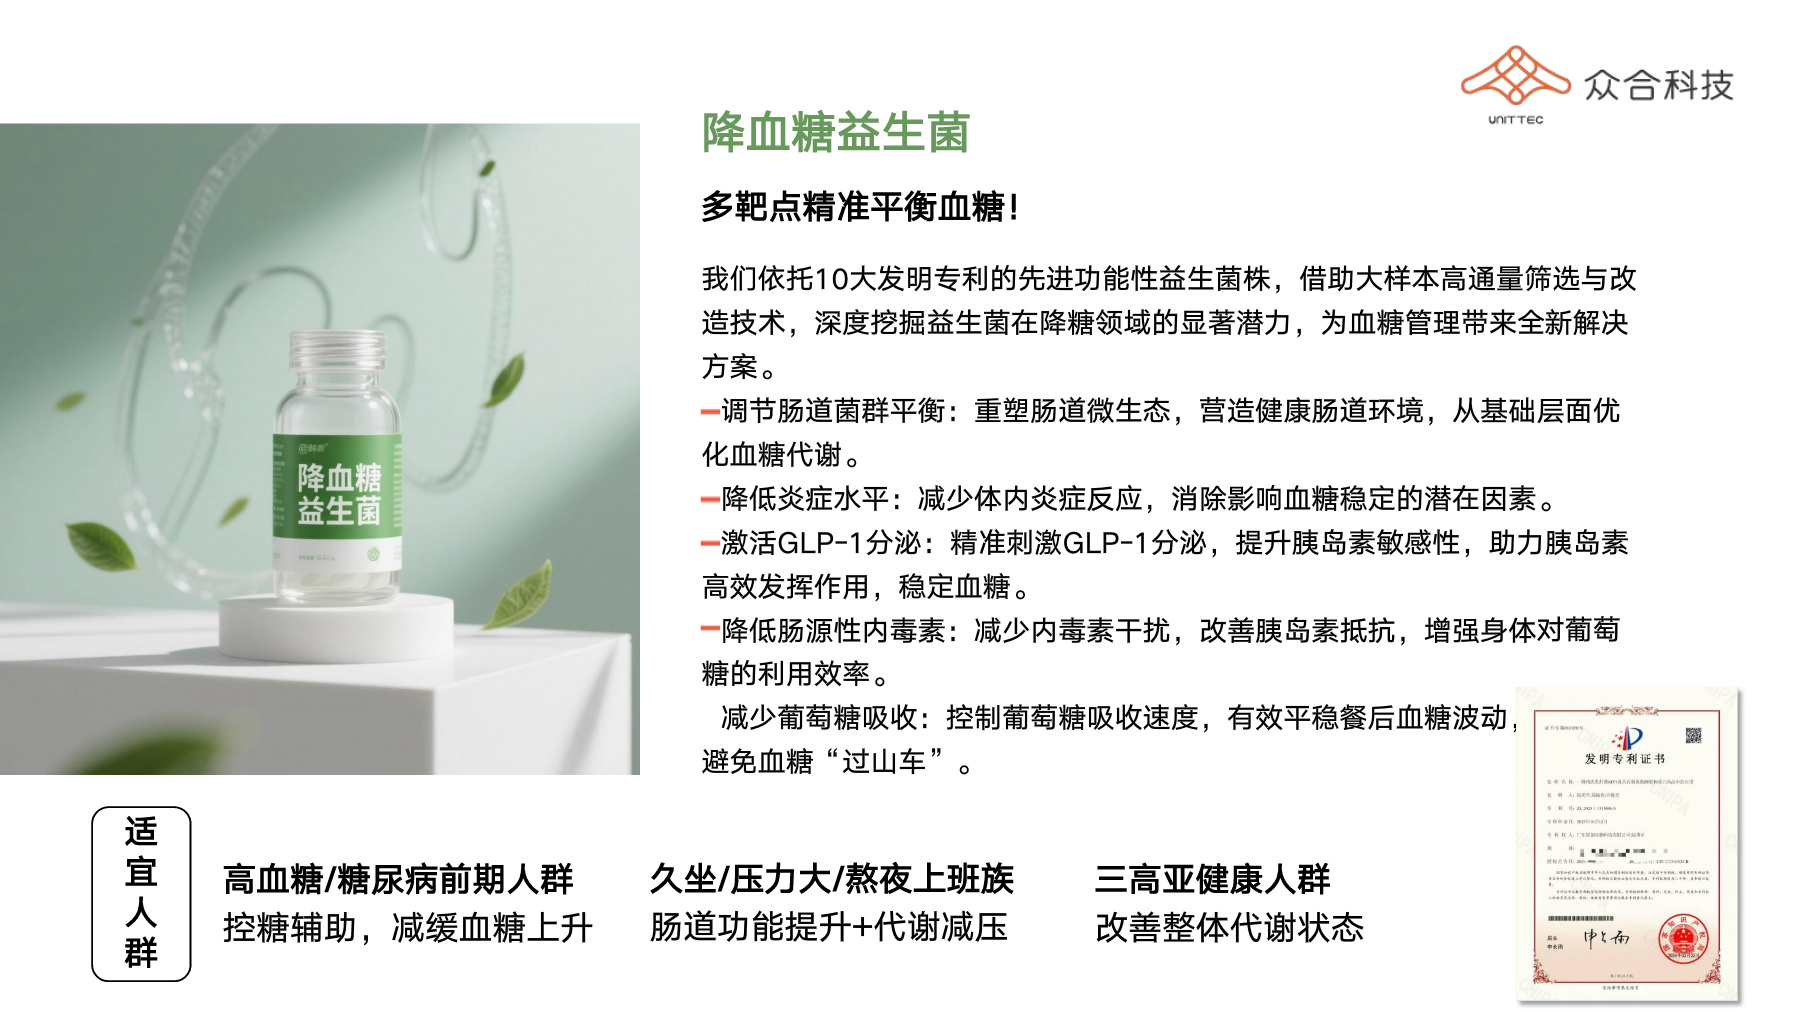 众合科技
UNITTEC
降血糖益生菌
多靶点精准平衡血糖!
我们依托10大发明专利的先进功能性益生菌株，借助大样本高通量筛选与改
造技术，深度挖掘益生菌在降糖领域的显著潜力，为血糖管理带来全新解决
方案。
调节肠道菌群平衡：重塑肠道微生态，营造健康肠道环境，从基础层面优
化血糖代谢。
降低炎症水平：减少体内炎症反应，消除影响血糖稳定的潜在因素。
激活GLP-1分泌：精准刺激GLP-1分泌，提升胰岛素敏感性，助力胰岛素
高效发挥作用，稳定血糖。
降低肠源性内毒素：减少内毒素干扰，改善胰岛素抵抗，增强身体对葡萄
糖的利用效率。
减少葡萄糖吸收：控制葡萄糖吸收速度，有效平稳餐后血糖波动，
避免血糖“过山车”。
降血糖
益生菌
适
宜
人
群
高血糖/糖尿病前期人群
控糖辅助，减缓血糖上升
久坐/压力大/熬夜上班族
肠道功能提升+代谢减压
三高亚健康人群
改善整体代谢状态
发明专利证书
局长
申长雨